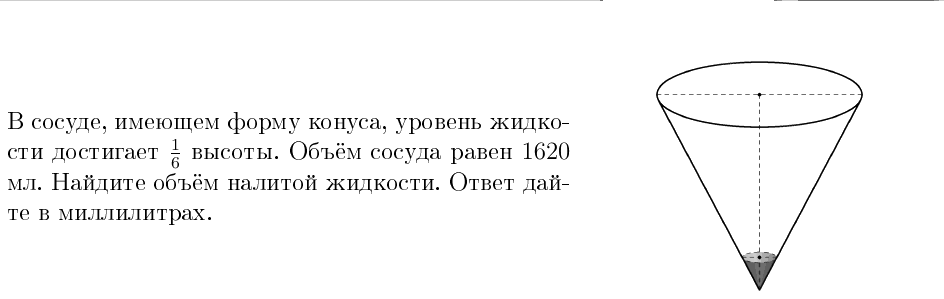 В сосуде, имеющем форму конуса, уровень жидко-
сти достигает $\frac{1}{6}$ высоты. Объём сосуда равен 1620
мл. Найдите объём налитой жидкости. Ответ дай-
те в миллилитрах.